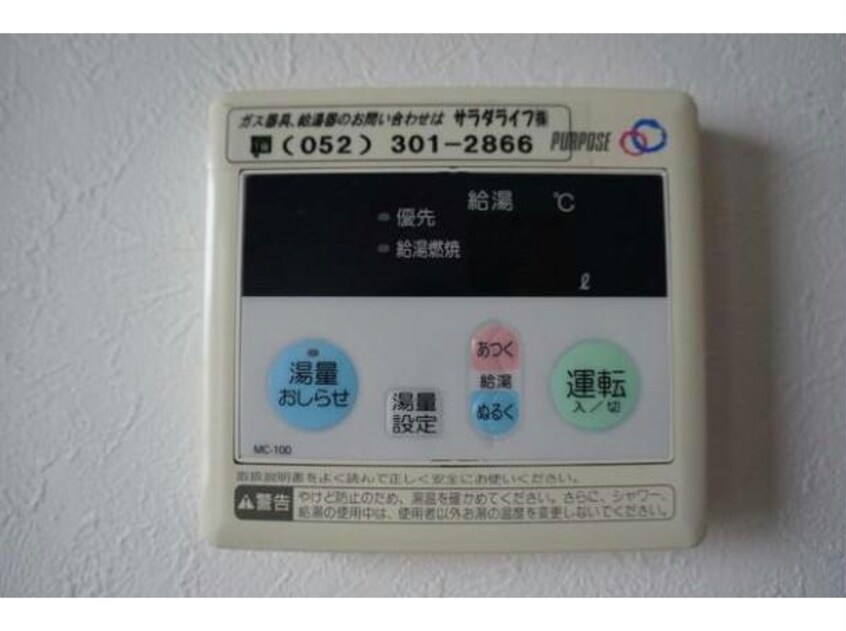 ガス器具、給湯器のお問い合わせは サラダライフ㈱
(052) 301-2866
PURPOSE
給湯 ℃
優先
給湯燃焼
ℓ
湯量
おしらせ
湯量
設定
あつく
給湯
ぬるく
運転
入/切
MC-100
取扱説明書をよく読んで正しく安全にお使いください。
警告
やけど防止のため、湯温を確かめてください。さらに、シャワー、
給湯の使用中は、使用者以外お湯の温度を変更しないでください。